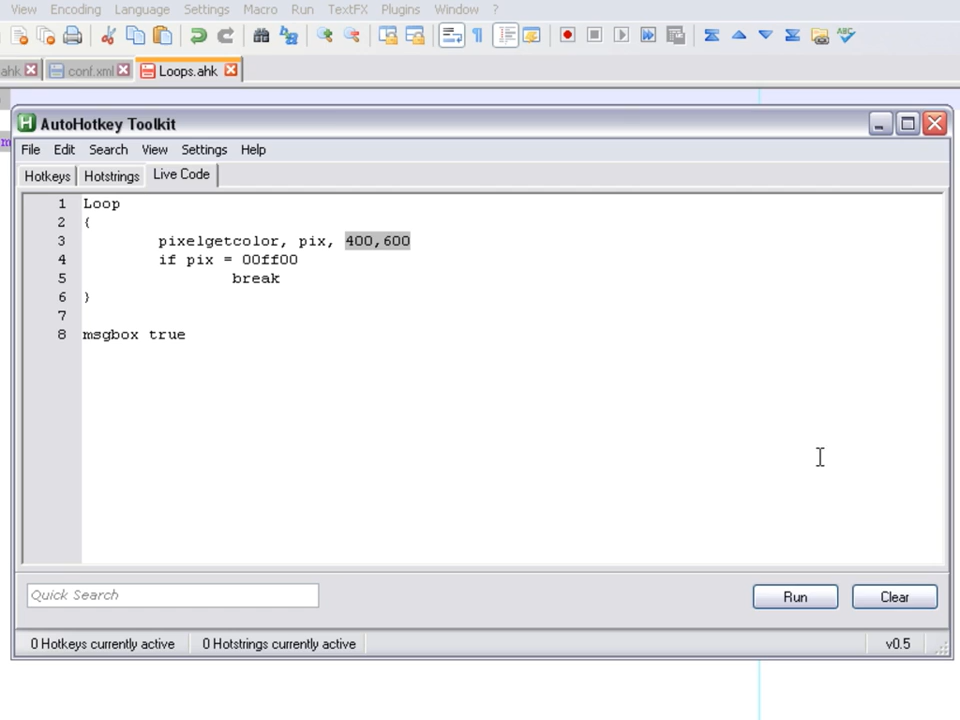 View Encoding Language Settings Macro Run TextFX Plugins Window ?
ABC
ahk conf.xml Loops.ahk
AutoHotkey Toolkit
File Edit Search View Settings Help
Hotkeys Hotstrings Live Code
1 Loop
2 {
3 pixelgetcolor, pix, 400,600
4 if pix = 00ff00
5 break
6 }
7
8 msgbox true
Quick Search
Run Clear
0 Hotkeys currently active 0 Hotstrings currently active v0.5